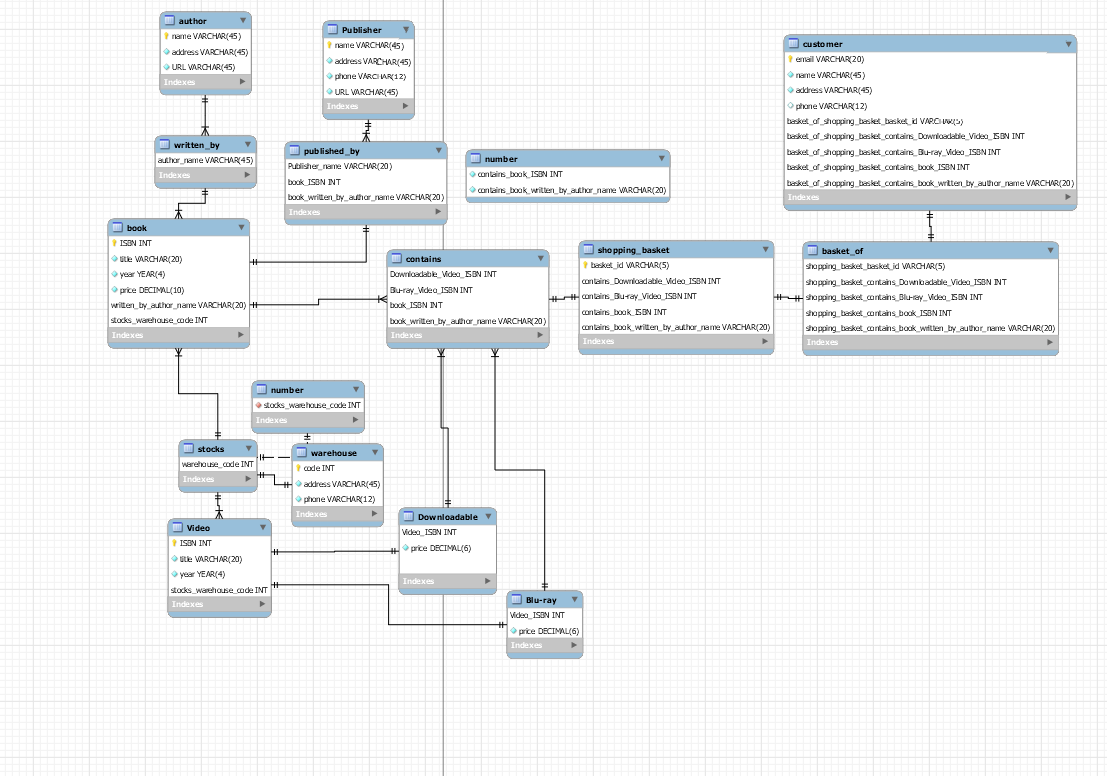 author
name VARCHAR(45)
address VARCHAR(45)
URL VARCHAR(45)
Indexes
Publisher
name VARCHAR(45)
address VARCHAR(45)
phone VARCHAR(12)
URL VARCHAR(45)
Indexes
customer
email VARCHAR(20)
name VARCHAR(45)
address VARCHAR(45)
phone VARCHAR(12)
basket_of_shopping_basket_basket_id VARCHAR(5)
basket_of_shopping_basket_contains_Downloadable_Video_ISBN INT
basket_of_shopping_basket_contains_Blu-ray_Video_ISBN INT
basket_of_shopping_basket_contains_book_ISBN INT
basket_of_shopping_basket_contains_book_written_by_author_name VARCHAR(20)
Indexes
written_by
author_name VARCHAR(45)
Indexes
published_by
Publisher_name VARCHAR(20)
book_ISBN INT
book_written_by_author_name VARCHAR(20)
Indexes
number
contains_book_ISBN INT
contains_book_written_by_author_name VARCHAR(20)
book
ISBN INT
title VARCHAR(20)
year YEAR(4)
price DECIMAL(10)
written_by_author_name VARCHAR(20)
stocks_warehouse_code INT
Indexes
contains
Downloadable_Video_ISBN INT
Blu-ray_Video_ISBN INT
book_ISBN INT
book_written_by_author_name VARCHAR(20)
Indexes
shopping_basket
basket_id VARCHAR(5)
contains_Downloadable_Video_ISBN INT
contains_Blu-ray_Video_ISBN INT
contains_book_ISBN INT
contains_book_written_by_author_name VARCHAR(20)
Indexes
basket_of
shopping_basket_basket_id VARCHAR(5)
shopping_basket_contains_Downloadable_Video_ISBN INT
shopping_basket_contains_Blu-ray_Video_ISBN INT
shopping_basket_contains_book_ISBN INT
shopping_basket_contains_book_written_by_author_name VARCHAR(20)
Indexes
number
stocks_warehouse_code INT
Indexes
stocks
warehouse_code INT
Indexes
warehouse
code INT
address VARCHAR(45)
phone VARCHAR(12)
Indexes
Video
ISBN INT
title VARCHAR(20)
year YEAR(4)
stocks_warehouse_code INT
Indexes
Downloadable
Video_ISBN INT
price DECIMAL(6)
Indexes
Blu-ray
Video_ISBN INT
price DECIMAL(6)
Indexes